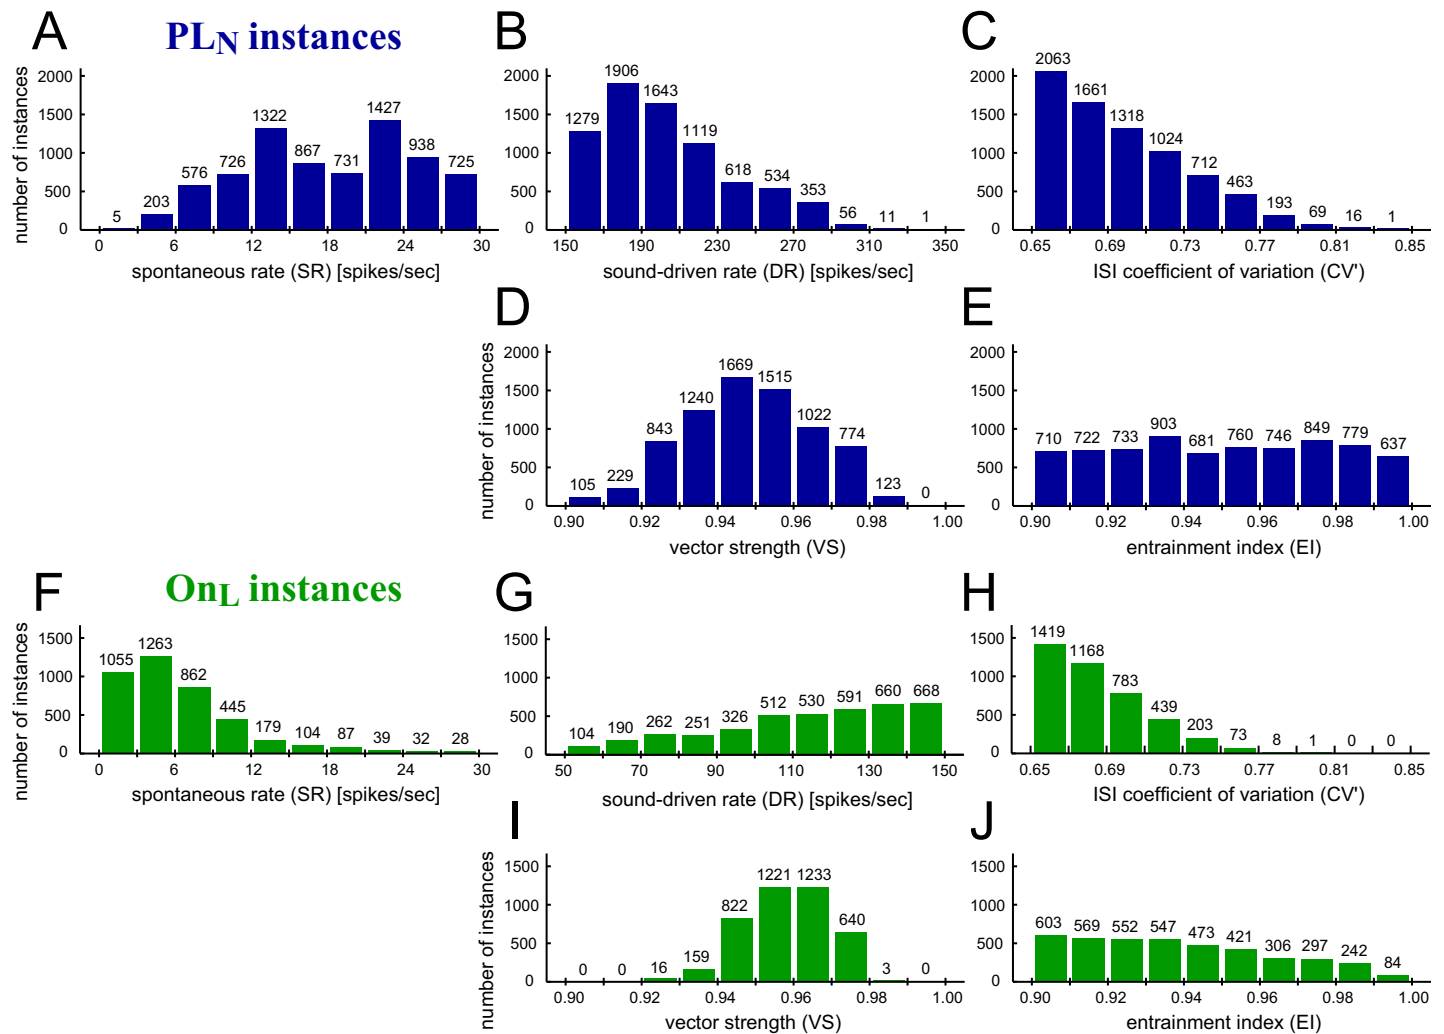 A PLN instances B C
number of instances
2000
1500
1000
500
0
5 203 576 726 1322 867 731 1427 938 725
0 6 12 18 24 30
spontaneous rate (SR) [spikes/sec]
2000
1500
1000
500
0
1279 1906 1643 1119 618 534 353 56 11 1
150 190 230 270 310 350
sound-driven rate (DR) [spikes/sec]
2000
1500
1000
500
0
2063 1661 1318 1024 712 463 193 69 16 1
0.65 0.69 0.73 0.77 0.81 0.85
ISI coefficient of variation (CV')
D E
number of instances
2000
1500
1000
500
0
105 229 843 1240 1669 1515 1022 774 123 0
0.90 0.92 0.94 0.96 0.98 1.00
vector strength (VS)
2000
1500
1000
500
0
710 722 733 903 681 760 746 849 779 637
0.90 0.92 0.94 0.96 0.98 1.00
entrainment index (EI)
F OnL instances G H
number of instances
1500
1000
500
0
1055 1263 862 445 179 104 87 39 32 28
0 6 12 18 24 30
spontaneous rate (SR) [spikes/sec]
1500
1000
500
0
104 190 262 251 326 512 530 591 660 668
50 70 90 110 130 150
sound-driven rate (DR) [spikes/sec]
1500
1000
500
0
1419 1168 783 439 203 73 8 1 0 0
0.65 0.69 0.73 0.77 0.81 0.85
ISI coefficient of variation (CV')
I J
number of instances
1500
1000
500
0
0 0 16 159 822 1221 1233 640 3 0
0.90 0.92 0.94 0.96 0.98 1.00
vector strength (VS)
1500
1000
500
0
603 569 552 547 473 421 306 297 242 84
0.90 0.92 0.94 0.96 0.98 1.00
entrainment index (EI)